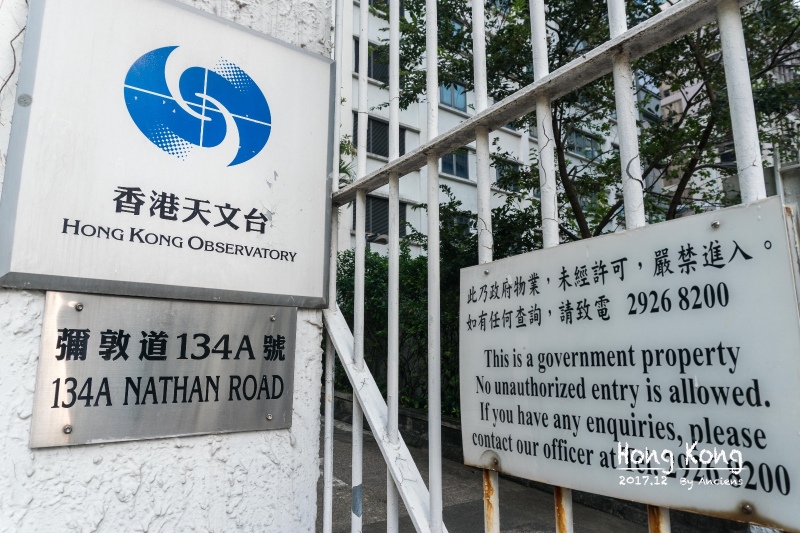 香港天文台
HONG KONG OBSERVATORY
彌敦道134A號
134A NATHAN ROAD
此乃政府物業，未經許可，嚴禁進入。
如有任何查詢，請致電 2926 8200
This is a government property
No unauthorized entry is allowed.
If you have any enquiries, please
contact our officer at Tel 2926 8200
Hong Kong
2017.12 By Anciens